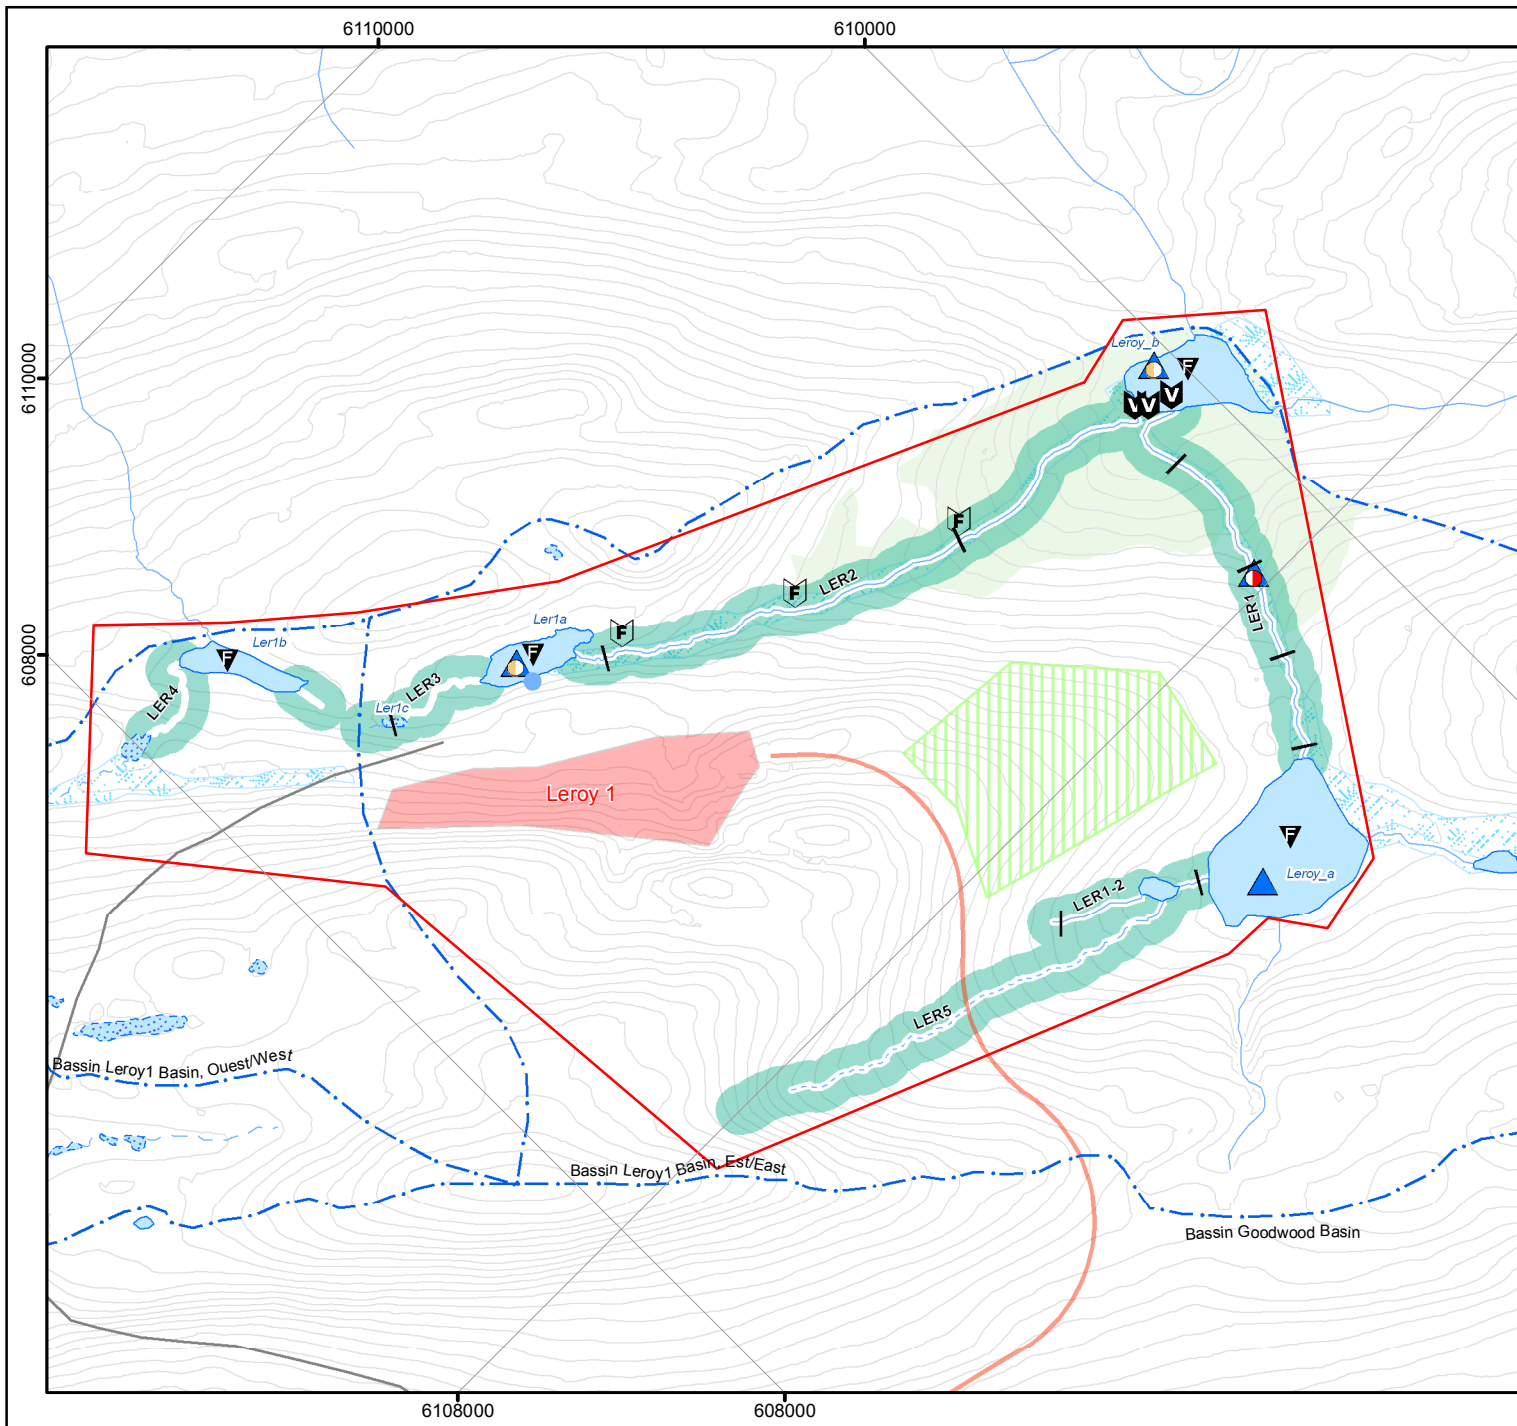 6110000
610000
6110000
Leroy_b
V
V
V
F
F
F
LER2
LER1
608000
Ler1a
F
F
Ler1b
F
LER3
Ler1c
LER4
Leroy 1
F
Leroy_a
LER1-2
LER5
Bassin Leroy1 Basin, Ouest/West
Bassin Leroy1 Basin, Est/East
Bassin Goodwood Basin
6108000
608000